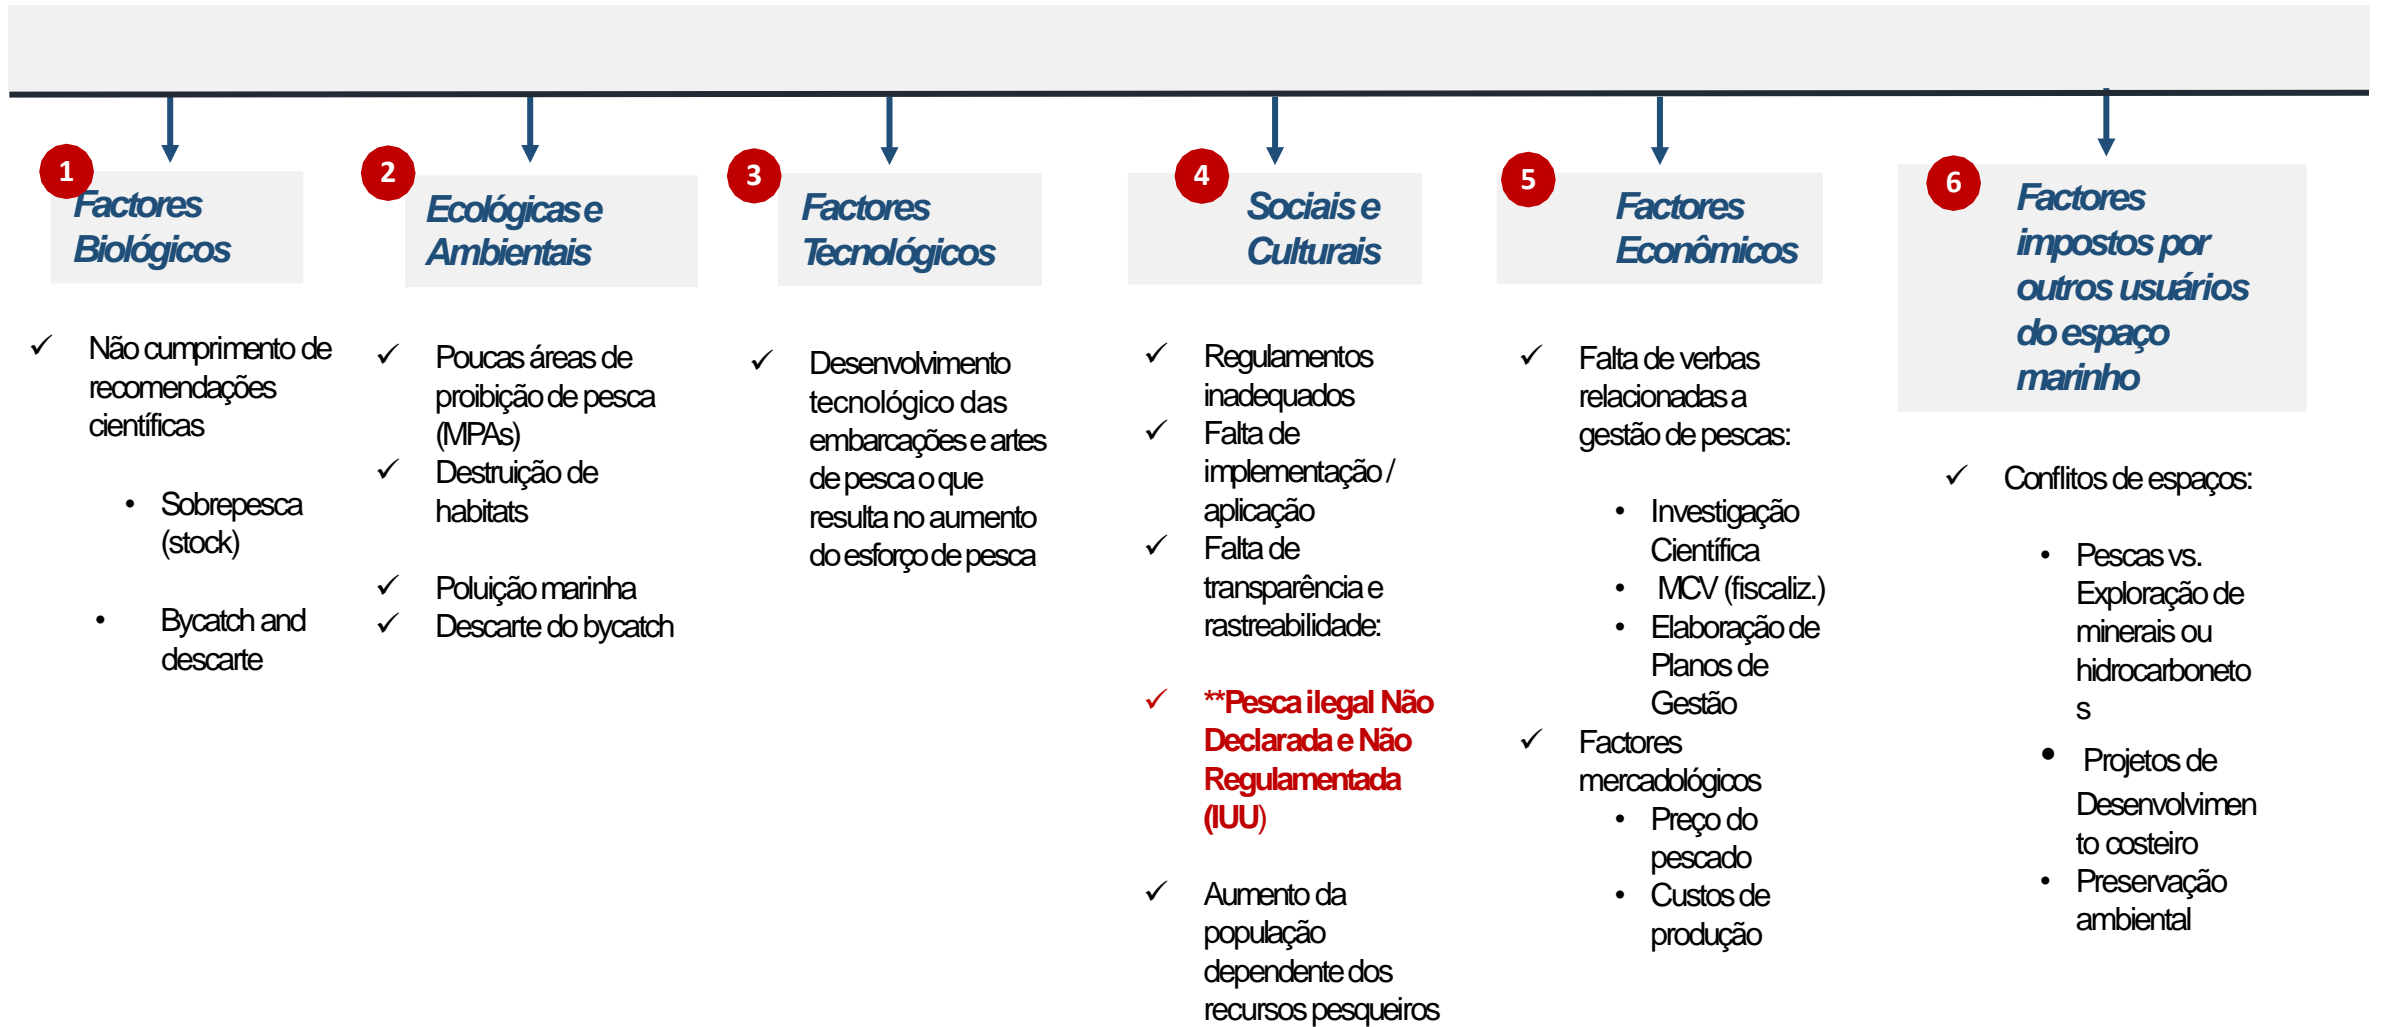 1
Factores
Biológicos
✓ Não cumprimento de
recomendações
científicas
• Sobrepesca
(stock)
• Bycatch and
descarte
2
Ecológicas e
Ambientais
✓ Poucas áreas de
proibição de pesca
(MPAs)
✓ Destruição de
habitats
✓ Poluição marinha
✓ Descarte do bycatch
3
Factores
Tecnológicos
✓ Desenvolvimento
tecnológico das
embarcações e artes
de pesca o que
resulta no aumento
do esforço de pesca
4
Sociais e
Culturais
✓ Regulamentos
inadequados
✓ Falta de
implementação /
aplicação
✓ Falta de
transparência e
rastreabilidade:
✓ **Pesca ilegal Não
Declarada e Não
Regulamentada
(IUU)
✓ Aumento da
população
dependente dos
recursos pesqueiros
5
Factores
Econômicos
✓ Falta de verbas
relacionadas a
gestão de pescas:
• Investigação
Científica
• MCV (fiscaliz.)
• Elaboração de
Planos de
Gestão
✓ Factores
mercadológicos
• Preço do
pescado
• Custos de
produção
6
Factores
impostos por
outros usuários
do espaço
marinho
✓ Conflitos de espaços:
• Pescas vs.
Exploração de
minerais ou
hidrocarboneto
s
• Projetos de
Desenvolvimen
to costeiro
• Preservação
ambiental